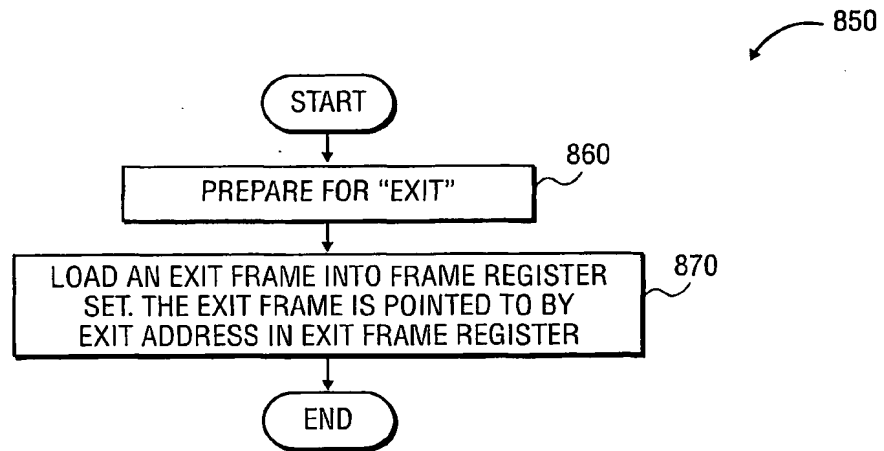 850
START
860
PREPARE FOR “EXIT”
870
LOAD AN EXIT FRAME INTO FRAME REGISTER
SET. THE EXIT FRAME IS POINTED TO BY
EXIT ADDRESS IN EXIT FRAME REGISTER
END